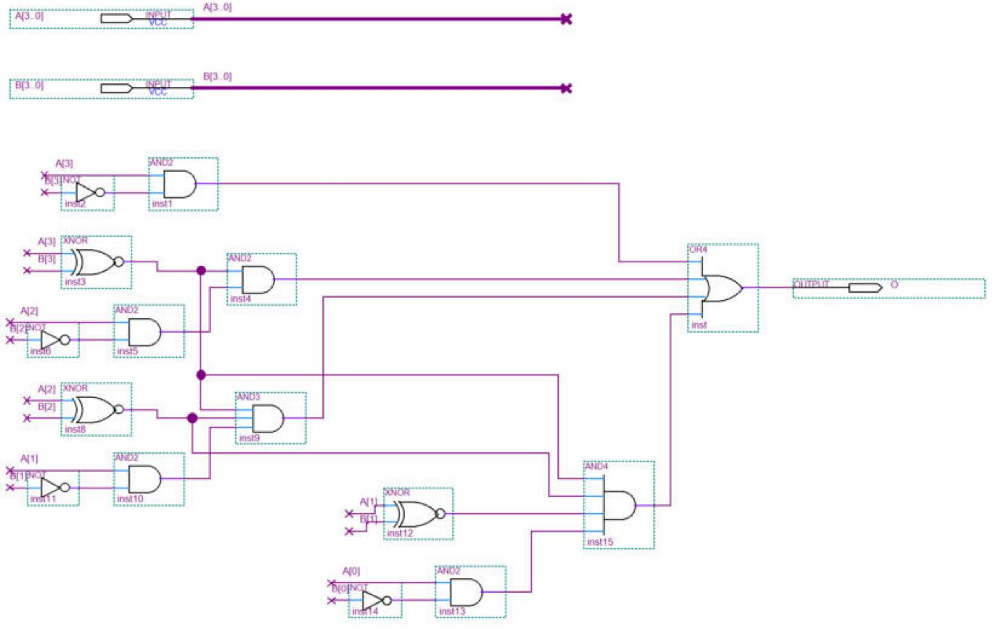 A[3..0] INPUT VCC A[3..0]
B[3..0] INPUT VCC B[3..0]
A[3] AND2
B[3] NOT
inst2 inst1
A[3] XNOR
B[3]
inst3
AND2
inst4
OR4
OUTPUT O
inst
A[2] AND2
B[2] NOT
inst6 inst5
A[2] XNOR
B[2]
inst8
AND3
inst9
A[1] AND2
B[1] NOT
inst11 inst10
XNOR
A[1]
B[1]
inst12
AND4
inst15
A[0] AND2
B[0] NOT
inst14 inst13